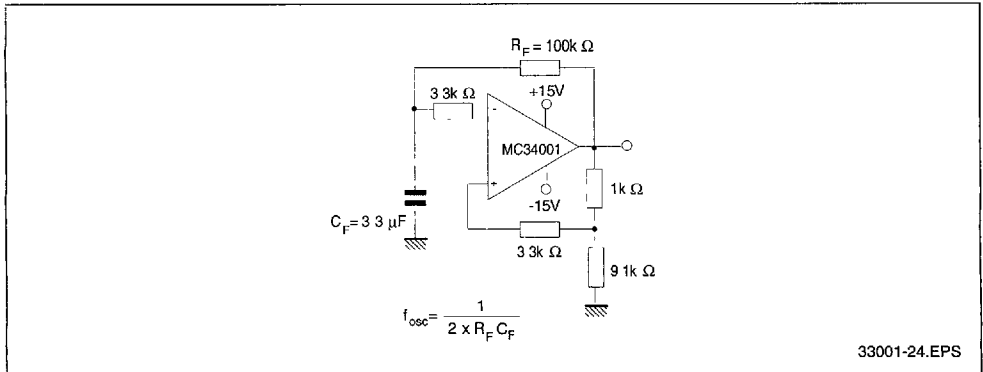 R_F = 100k Ω
3 3k Ω
+15V
-
MC34001
+
-15V
1k Ω
C_F=3 3 µF
3 3k Ω
9 1k Ω
f_osc= 1 / 2 x R_F C_F
33001-24.EPS